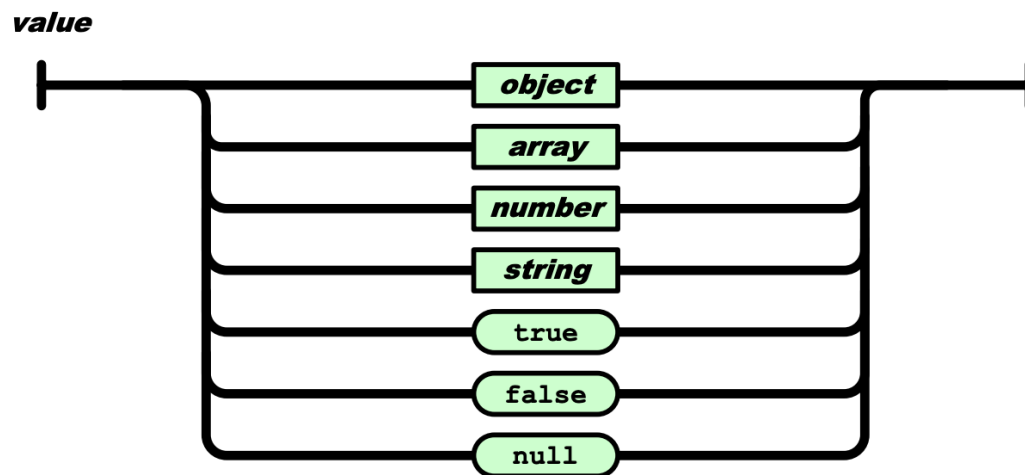 value
object
array
number
string
true
false
null